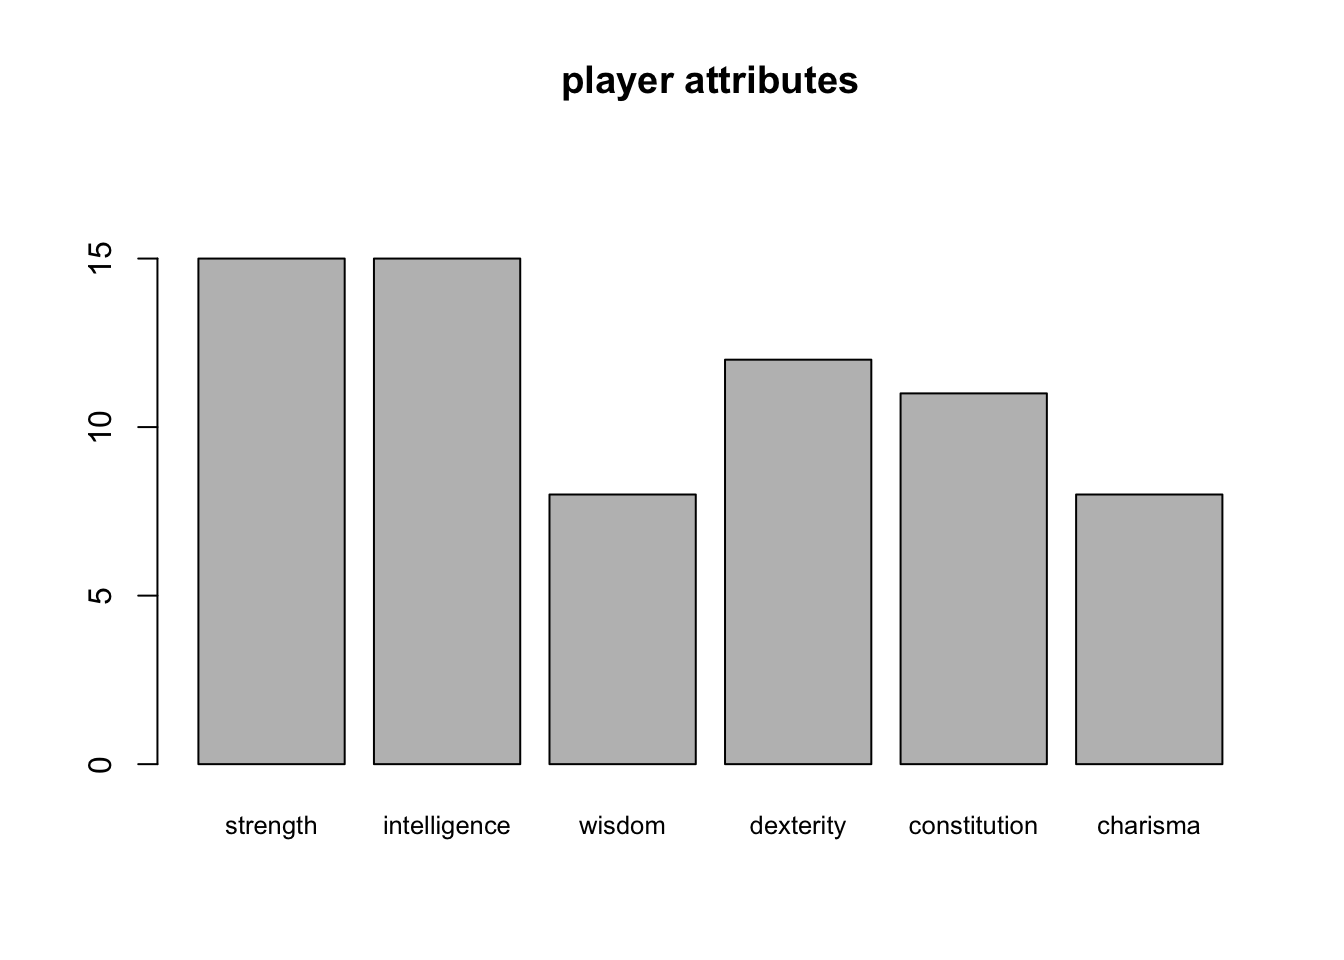 player attributes
15
10
5
0
strength intelligence wisdom dexterity constitution charisma